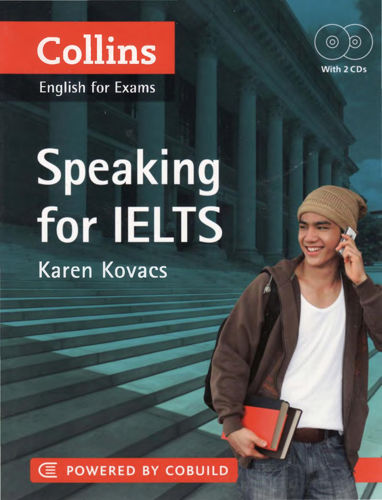 Collins
English for Exams
With 2 CDs
Speaking
for IELTS
Karen Kovacs
POWERED BY COBUILD